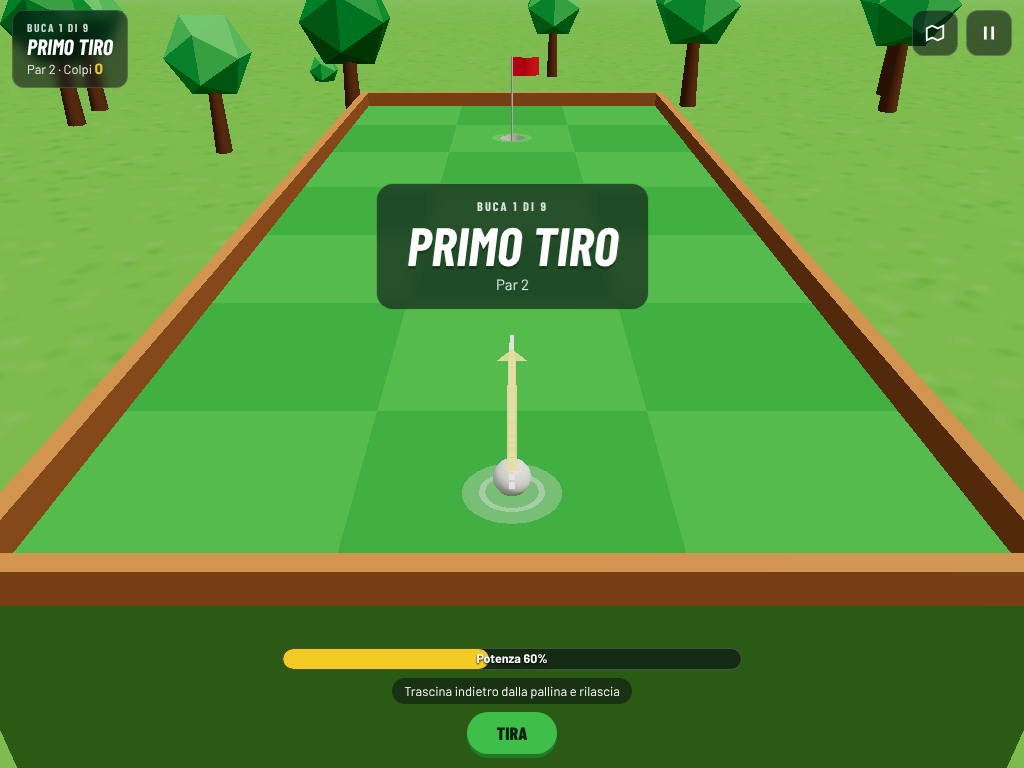 BUCA 1 DI 9
PRIMO TIRO
Par 2 · Colpi 0
BUCA 1 DI 9
PRIMO TIRO
Par 2
Potenza 60%
Trascina indietro dalla pallina e rilascia
TIRA